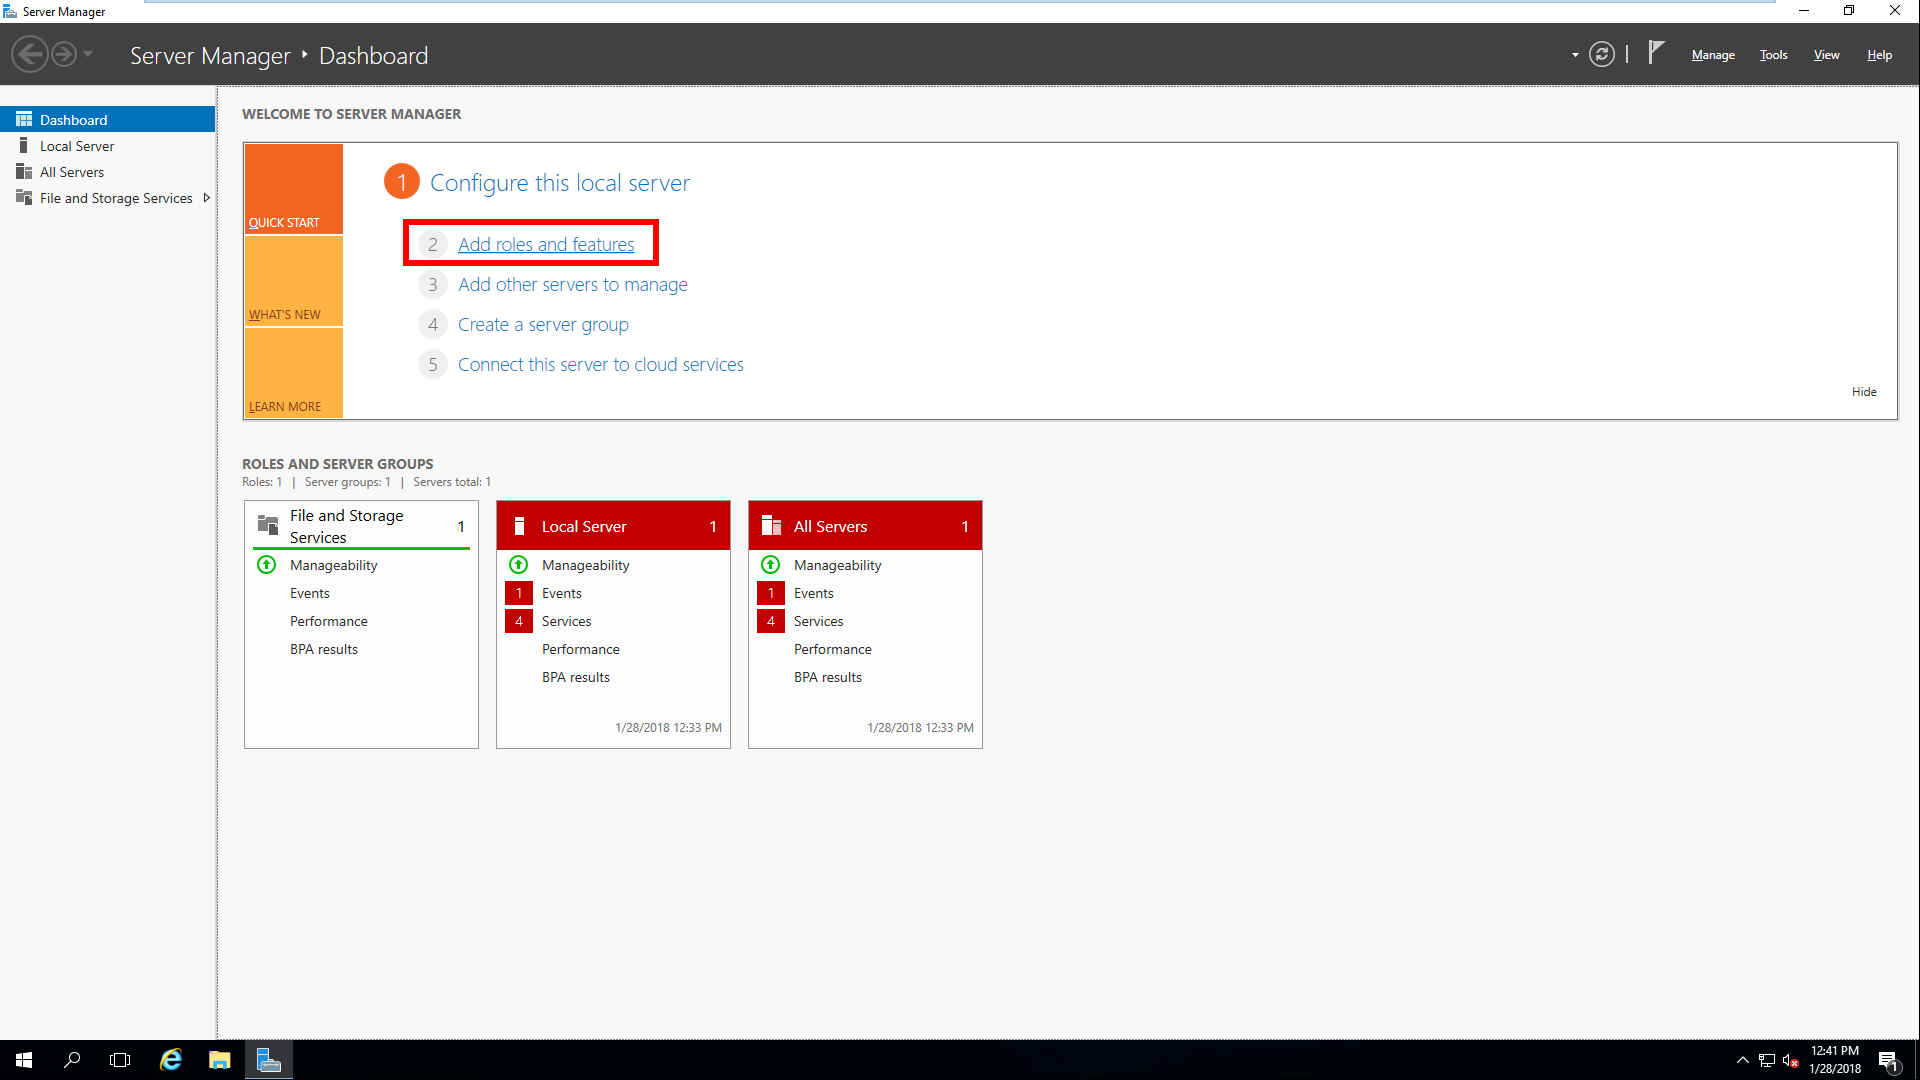 Server Manager
Server Manager ‣ Dashboard
Manage Tools View Help
Dashboard
Local Server
All Servers
File and Storage Services
WELCOME TO SERVER MANAGER
QUICK START
WHAT'S NEW
LEARN MORE
1 Configure this local server
2 Add roles and features
3 Add other servers to manage
4 Create a server group
5 Connect this server to cloud services
Hide
ROLES AND SERVER GROUPS
Roles: 1 | Server groups: 1 | Servers total: 1
File and Storage
Services 1
Manageability
Events
Performance
BPA results
Local Server 1
Manageability
1 Events
4 Services
Performance
BPA results
1/28/2018 12:33 PM
All Servers 1
Manageability
1 Events
4 Services
Performance
BPA results
1/28/2018 12:33 PM
12:41 PM
1/28/2018
1